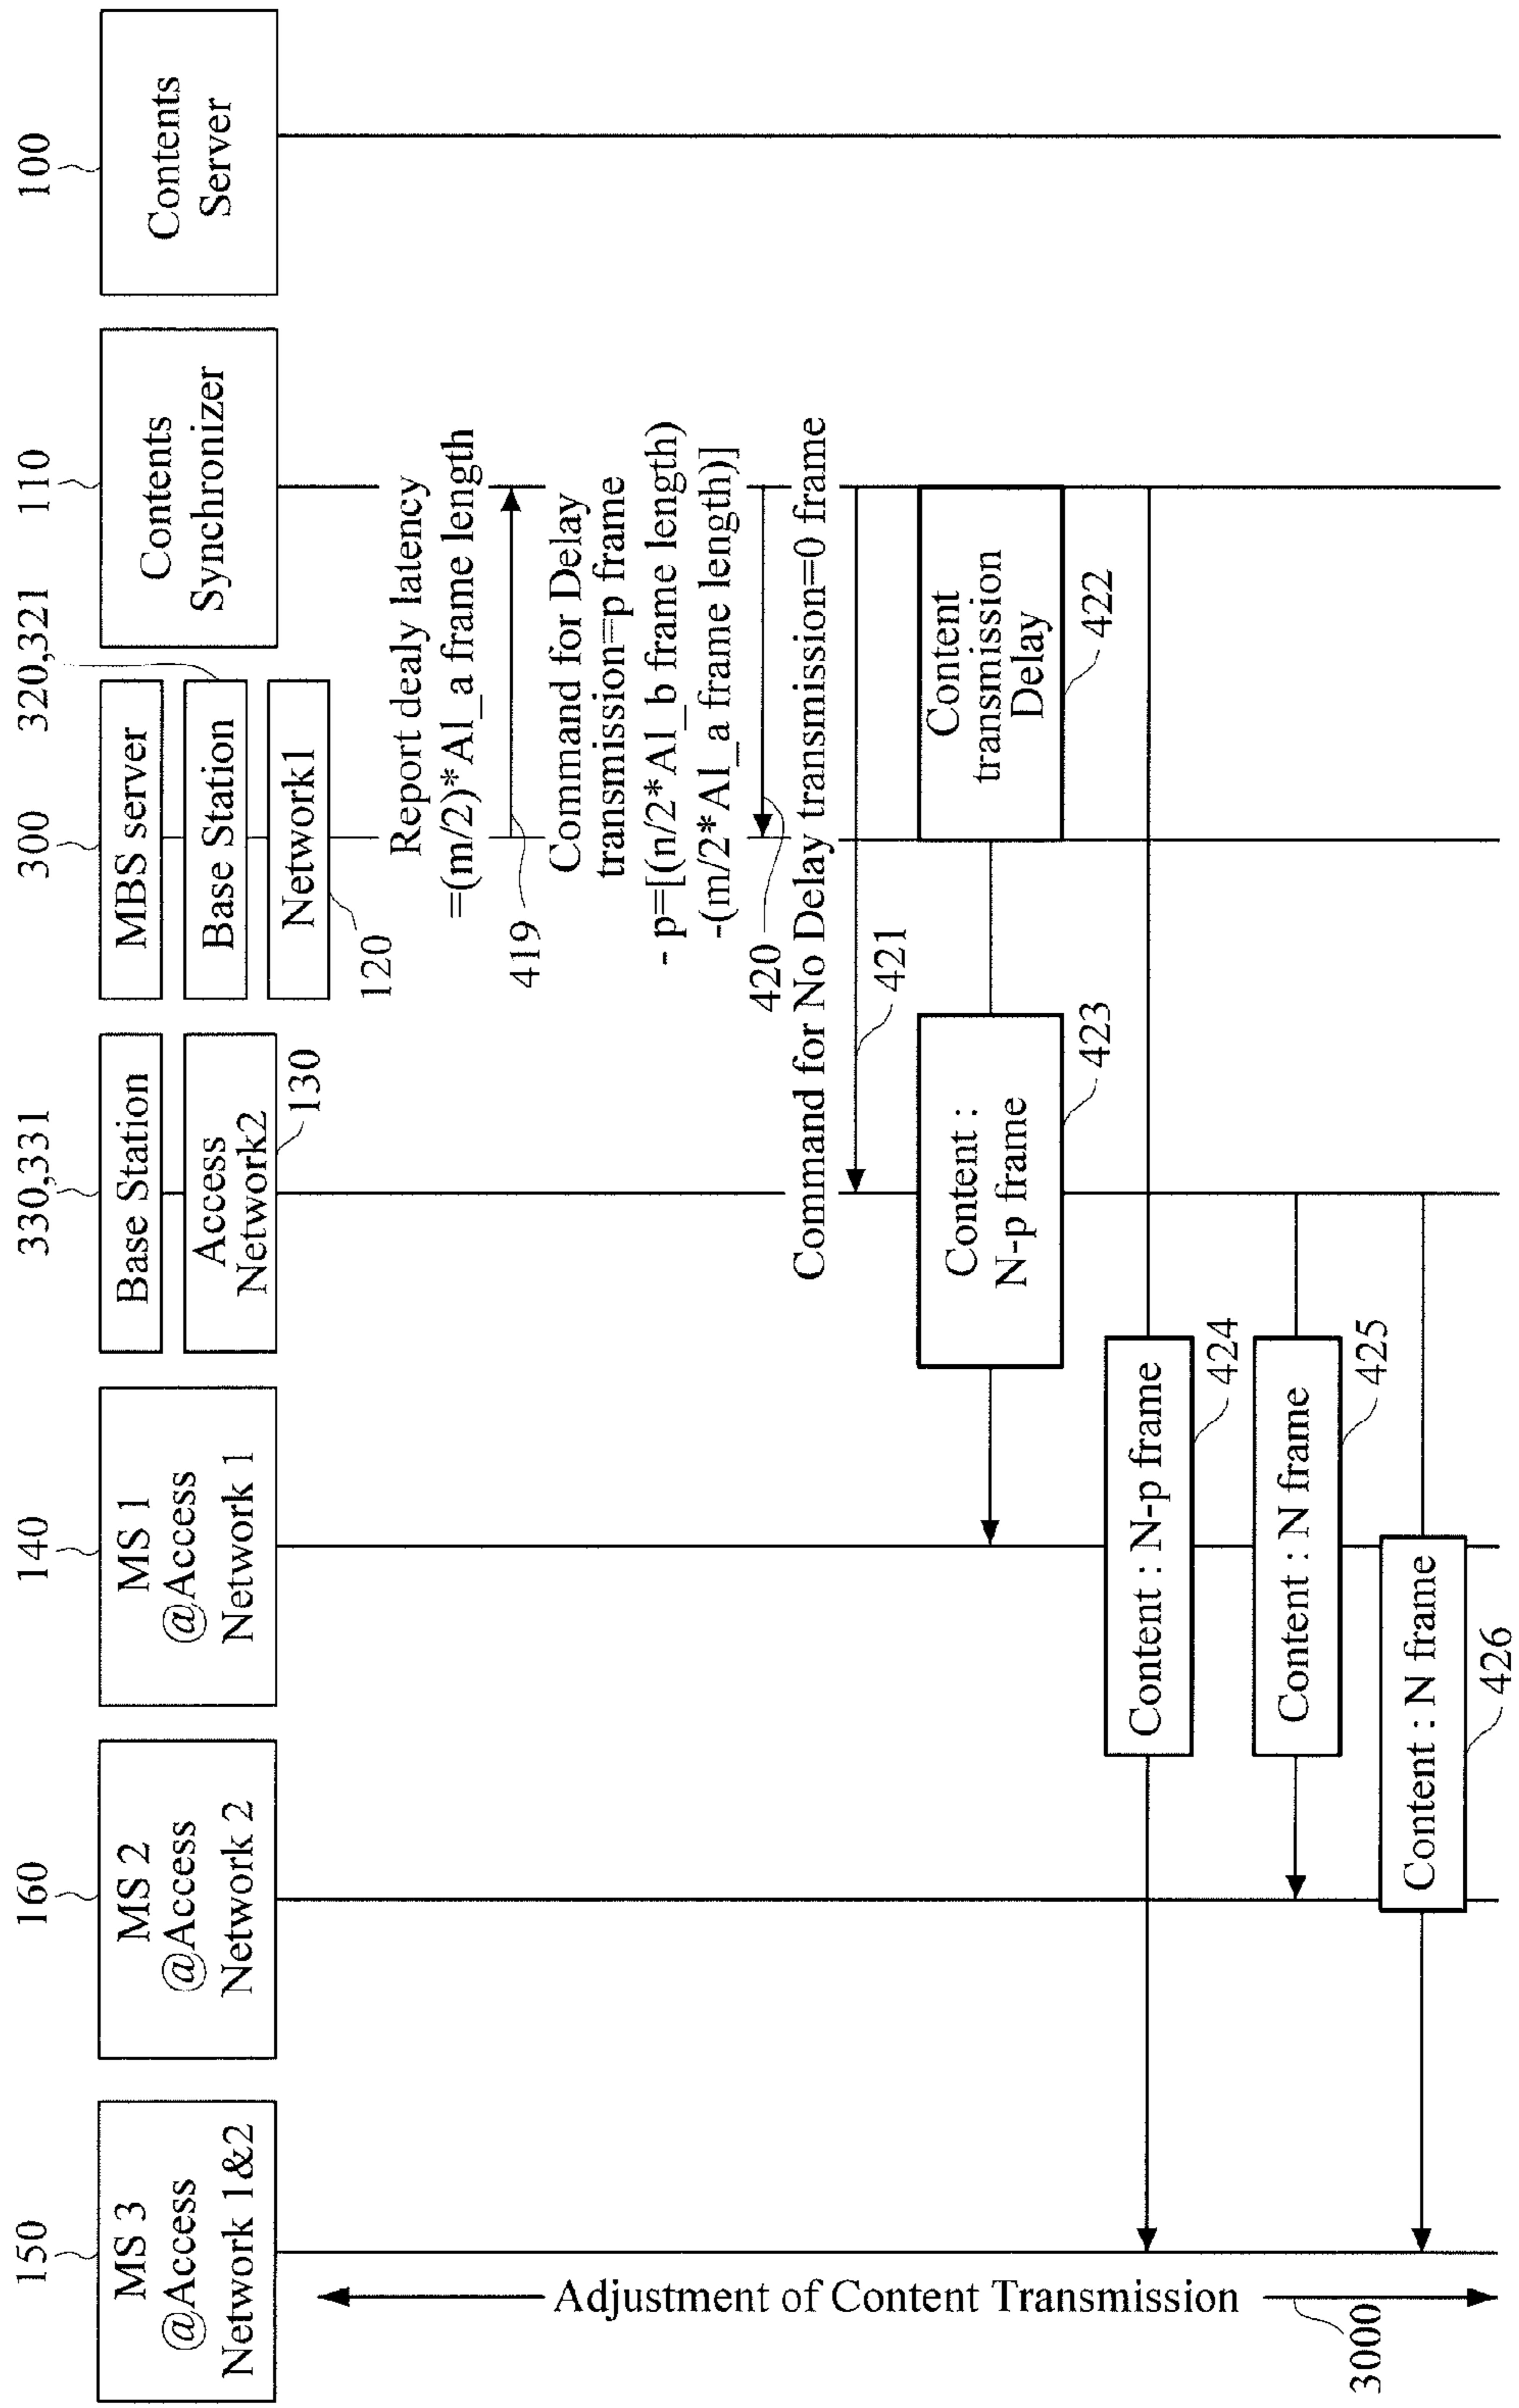 150
MS 3
@Access
Network 1&2
160
MS 2
@Access
Network 2
140
MS 1
@Access
Network 1
330,331
Base Station
Access
Network2
130
300
320,321
MBS server
Base Station
Network1
120
110
Contents
Synchronizer
100
Contents
Server
Report dealy latency
=(m/2)*Al_a frame length
419
Command for Delay
transmission=p frame
- p=[(n/2*Al_b frame length)
-(m/2*Al_a frame length)]
420
Command for No Delay transmission=0 frame
421
Content
transmission
Delay
422
Content :
N-p frame
423
Content : N-p frame
424
Content : N frame
425
Content : N frame
426
Adjustment of Content Transmission
3000